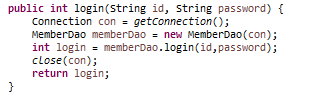 public int login(String id, String password) {
    Connection con = getConnection();
    MemberDao memberDao = new MemberDao(con);
    int login = memberDao.login(id,password);
    close(con);
    return login;
}